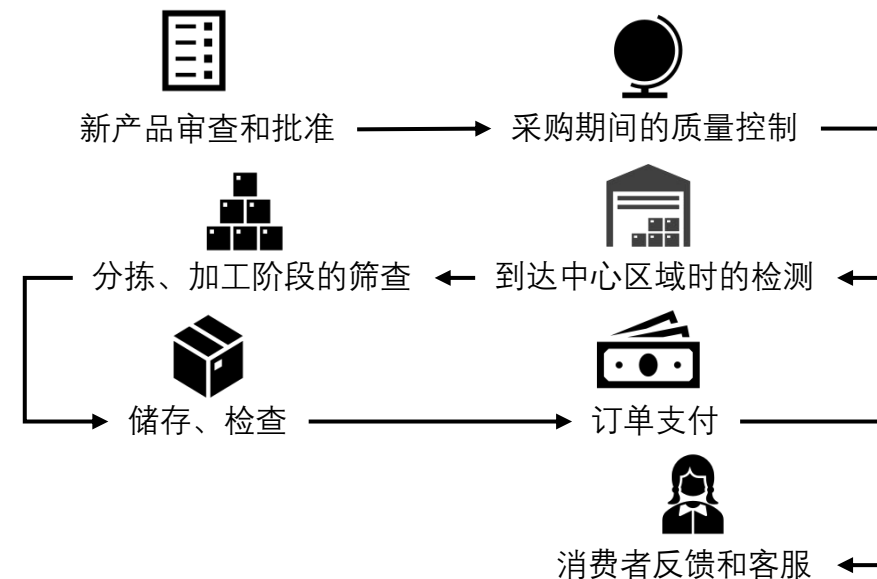 新产品审查和批准
采购期间的质量控制
到达中心区域时的检测
分拣、加工阶段的筛查
储存、检查
订单支付
消费者反馈和客服